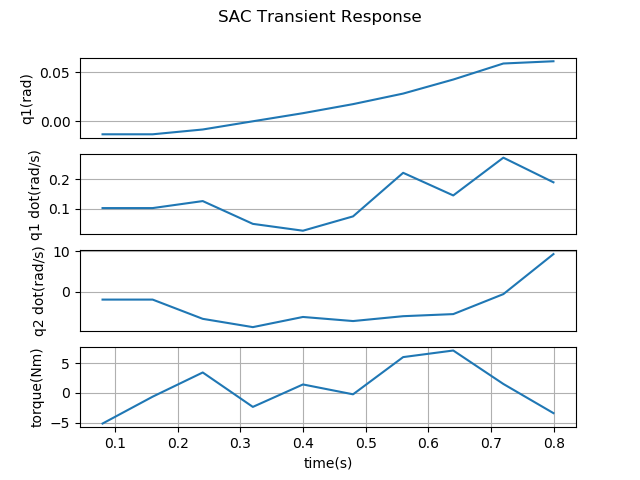 SAC Transient Response
q1(rad)
0.05
0.00
q1 dot(rad/s)
0.2
0.1
q2 dot(rad/s)
10
0
torque(Nm)
5
0
−5
0.1 0.2 0.3 0.4 0.5 0.6 0.7 0.8
time(s)